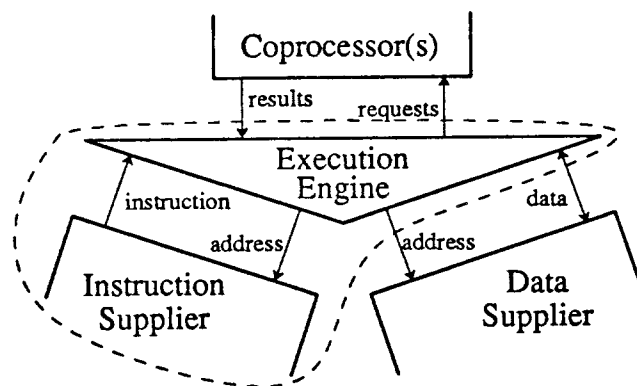 Coprocessor(s)
results
requests
Execution
Engine
instruction
data
address
address
Instruction
Supplier
Data
Supplier